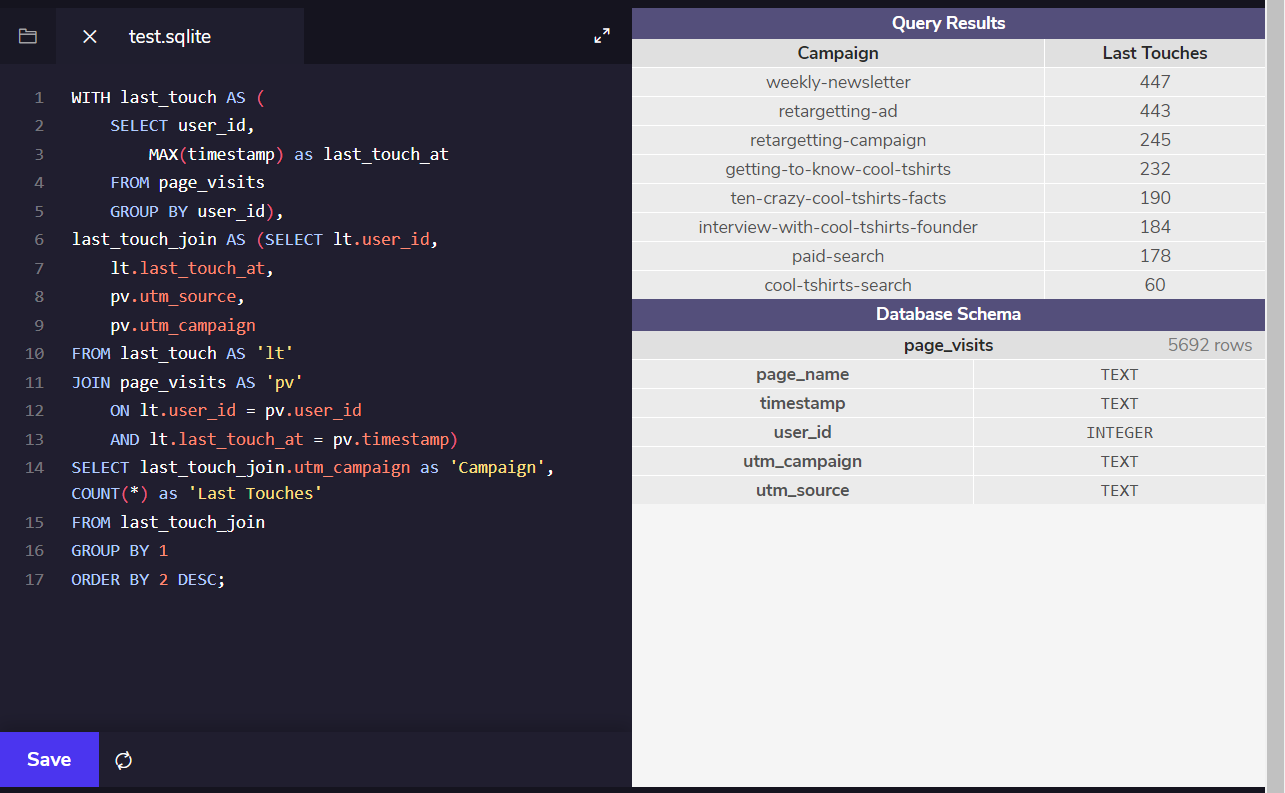 test.sqlite
1 WITH last_touch AS (
2 SELECT user_id,
3 MAX(timestamp) as last_touch_at
4 FROM page_visits
5 GROUP BY user_id),
6 last_touch_join AS (SELECT lt.user_id,
7 lt.last_touch_at,
8 pv.utm_source,
9 pv.utm_campaign
10 FROM last_touch AS 'lt'
11 JOIN page_visits AS 'pv'
12 ON lt.user_id = pv.user_id
13 AND lt.last_touch_at = pv.timestamp)
14 SELECT last_touch_join.utm_campaign as 'Campaign',
COUNT(*) as 'Last Touches'
15 FROM last_touch_join
16 GROUP BY 1
17 ORDER BY 2 DESC;
Save
Query Results
Campaign Last Touches
weekly-newsletter 447
retargetting-ad 443
retargetting-campaign 245
getting-to-know-cool-tshirts 232
ten-crazy-cool-tshirts-facts 190
interview-with-cool-tshirts-founder 184
paid-search 178
cool-tshirts-search 60
Database Schema
page_visits 5692 rows
page_name TEXT
timestamp TEXT
user_id INTEGER
utm_campaign TEXT
utm_source TEXT